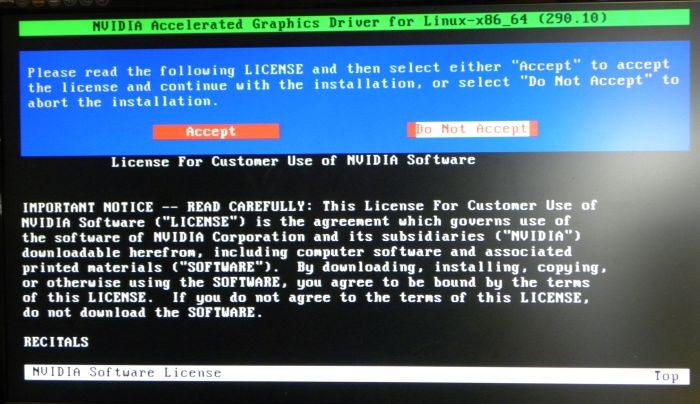 NVIDIA Accelerated Graphics Driver for Linux-x86_64 (290.10)
Please read the following LICENSE and then select either "Accept" to accept
the license and continue with the installation, or select "Do Not Accept" to
abort the installation.
Accept Do Not Accept
License For Customer Use of NVIDIA Software
IMPORTANT NOTICE -- READ CAREFULLY: This License For Customer Use of
NVIDIA Software ("LICENSE") is the agreement which governs use of
the software of NVIDIA Corporation and its subsidiaries ("NVIDIA")
downloadable herefrom, including computer software and associated
printed materials ("SOFTWARE"). By downloading, installing, copying,
or otherwise using the SOFTWARE, you agree to be bound by the terms
of this LICENSE. If you do not agree to the terms of this LICENSE,
do not download the SOFTWARE.
RECITALS
NVIDIA Software License Top